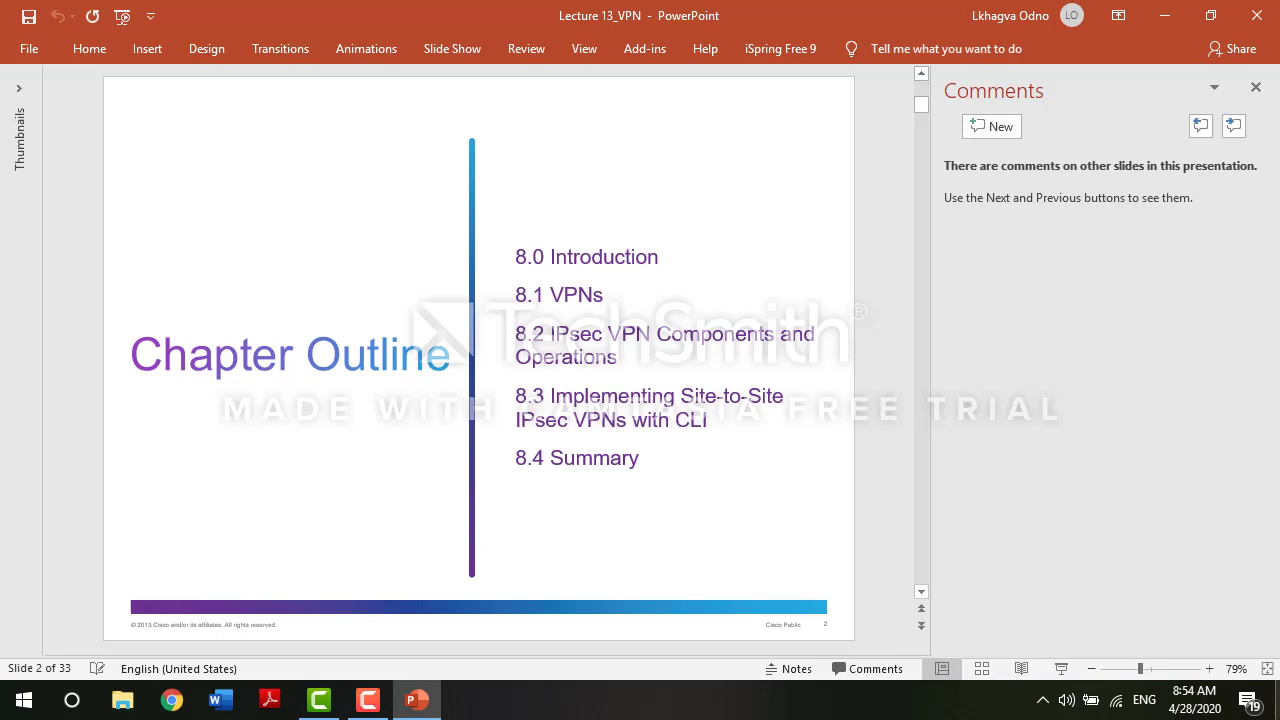 Lecture 13_VPN - PowerPoint
Lkhagva Odno
LO
File
Home
Insert
Design
Transitions
Animations
Slide Show
Review
View
Add-ins
Help
iSpring Free 9
Tell me what you want to do
Share
Thumbnails
Chapter Outline
8.0 Introduction
8.1 VPNs
8.2 IPsec VPN Components and
Operations
8.3 Implementing Site-to-Site
IPsec VPNs with CLI
8.4 Summary
TechSmith®
MADE WITH CAMTASIA FREE TRIAL
© 2013 Cisco and/or its affiliates. All rights reserved.
Cisco Public
2
Comments
New
There are comments on other slides in this presentation.
Use the Next and Previous buttons to see them.
Slide 2 of 33
English (United States)
Notes
Comments
79%
ENG
8:54 AM
4/28/2020
19